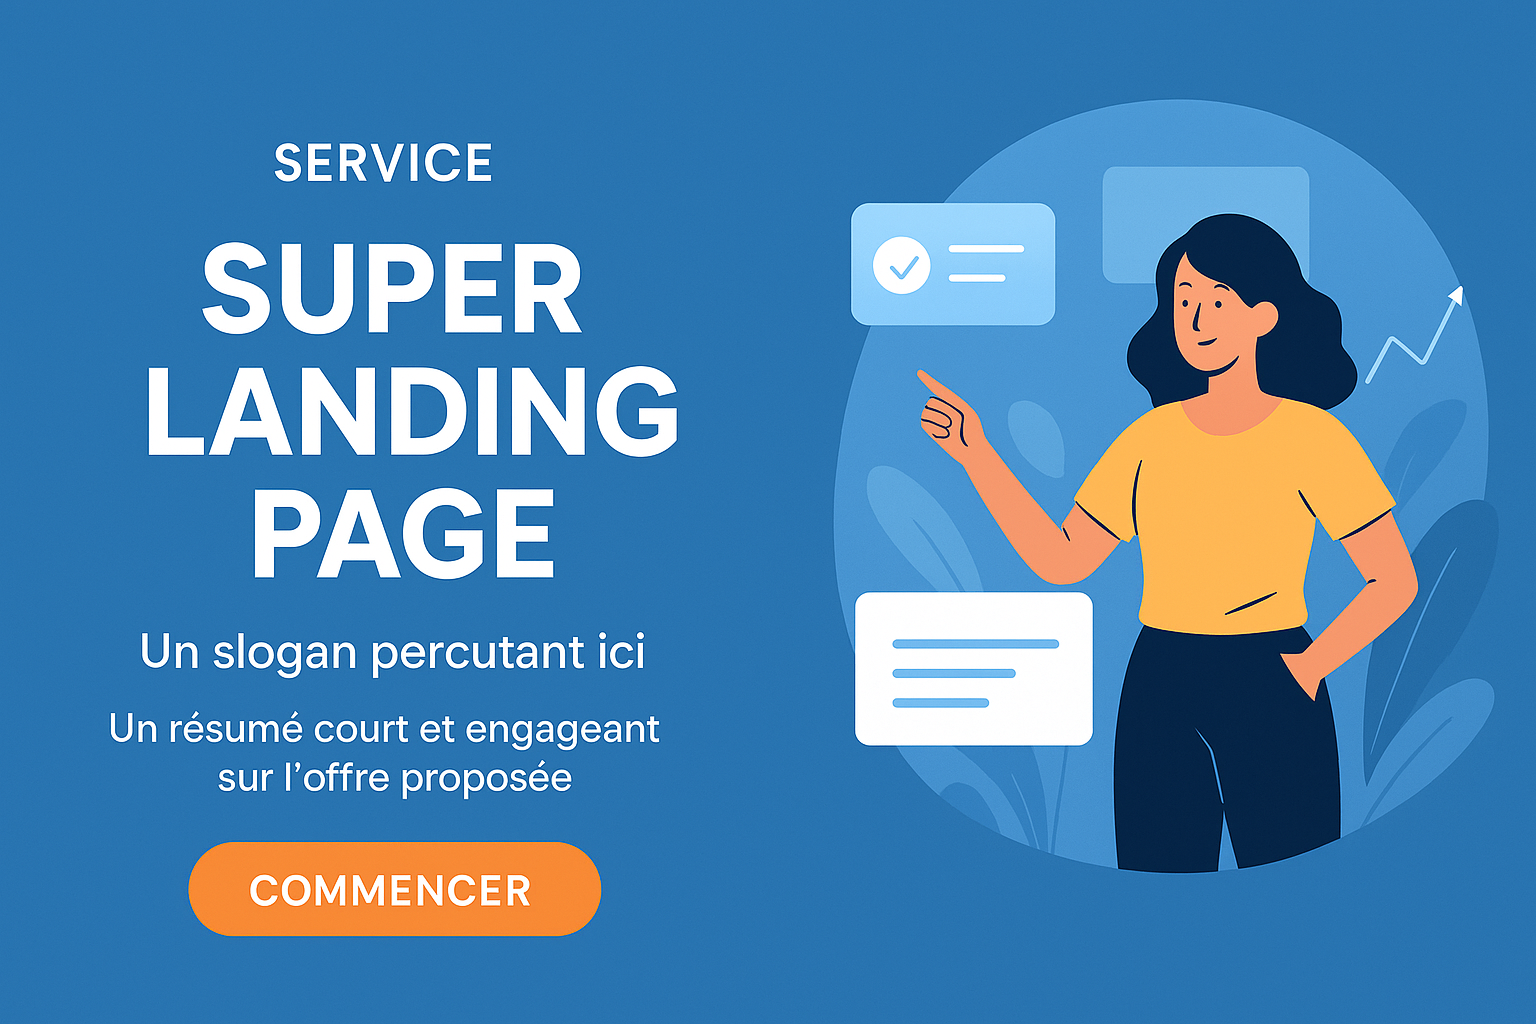 SERVICE
SUPER
LANDING
PAGE
Un slogan percutant ici
Un résumé court et engageant
sur l’offre proposée
COMMENCER